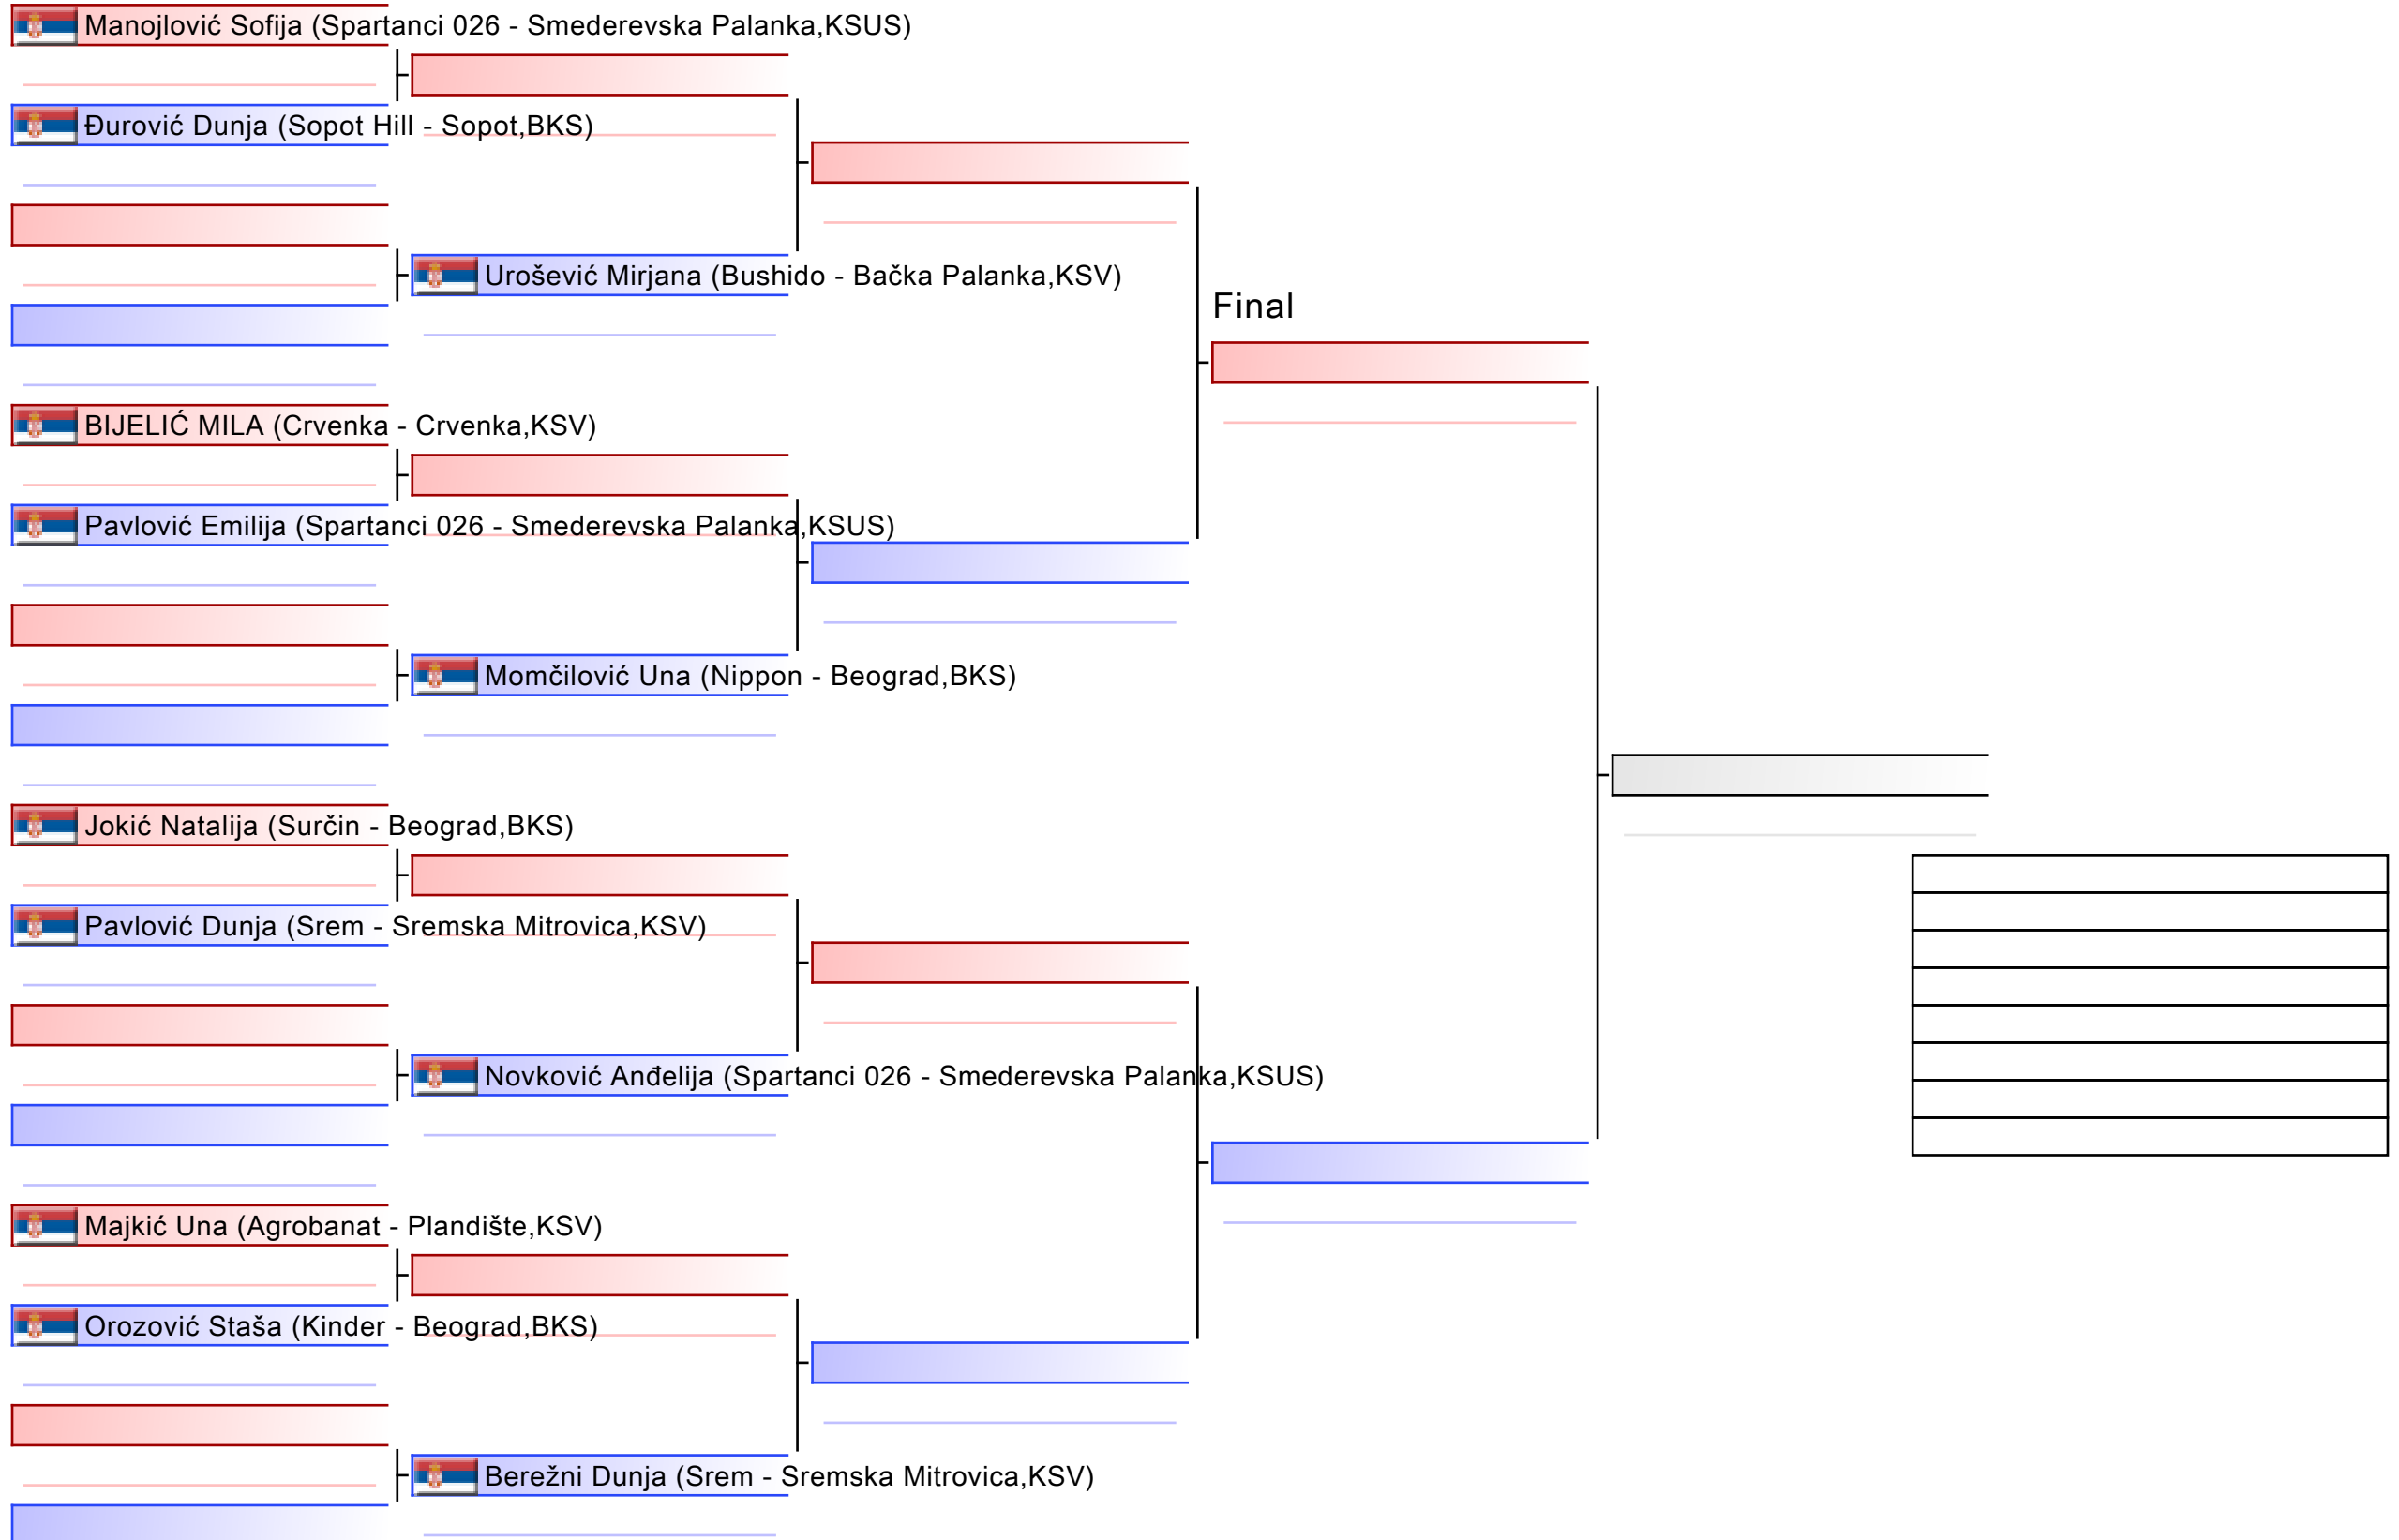 Manojlović Sofija (Spartanci 026 - Smederevska Palanka,KSUS)
Đurović Dunja (Sopot Hill - Sopot,BKS)
Urošević Mirjana (Bushido - Bačka Palanka,KSV)
Final
BIJELIĆ MILA (Crvenka - Crvenka,KSV)
Pavlović Emilija (Spartanci 026 - Smederevska Palanka,KSUS)
Momčilović Una (Nippon - Beograd,BKS)
Jokić Natalija (Surčin - Beograd,BKS)
Pavlović Dunja (Srem - Sremska Mitrovica,KSV)
Novković Anđelija (Spartanci 026 - Smederevska Palanka,KSUS)
Majkić Una (Agrobanat - Plandište,KSV)
Orozović Staša (Kinder - Beograd,BKS)
Berežni Dunja (Srem - Sremska Mitrovica,KSV)